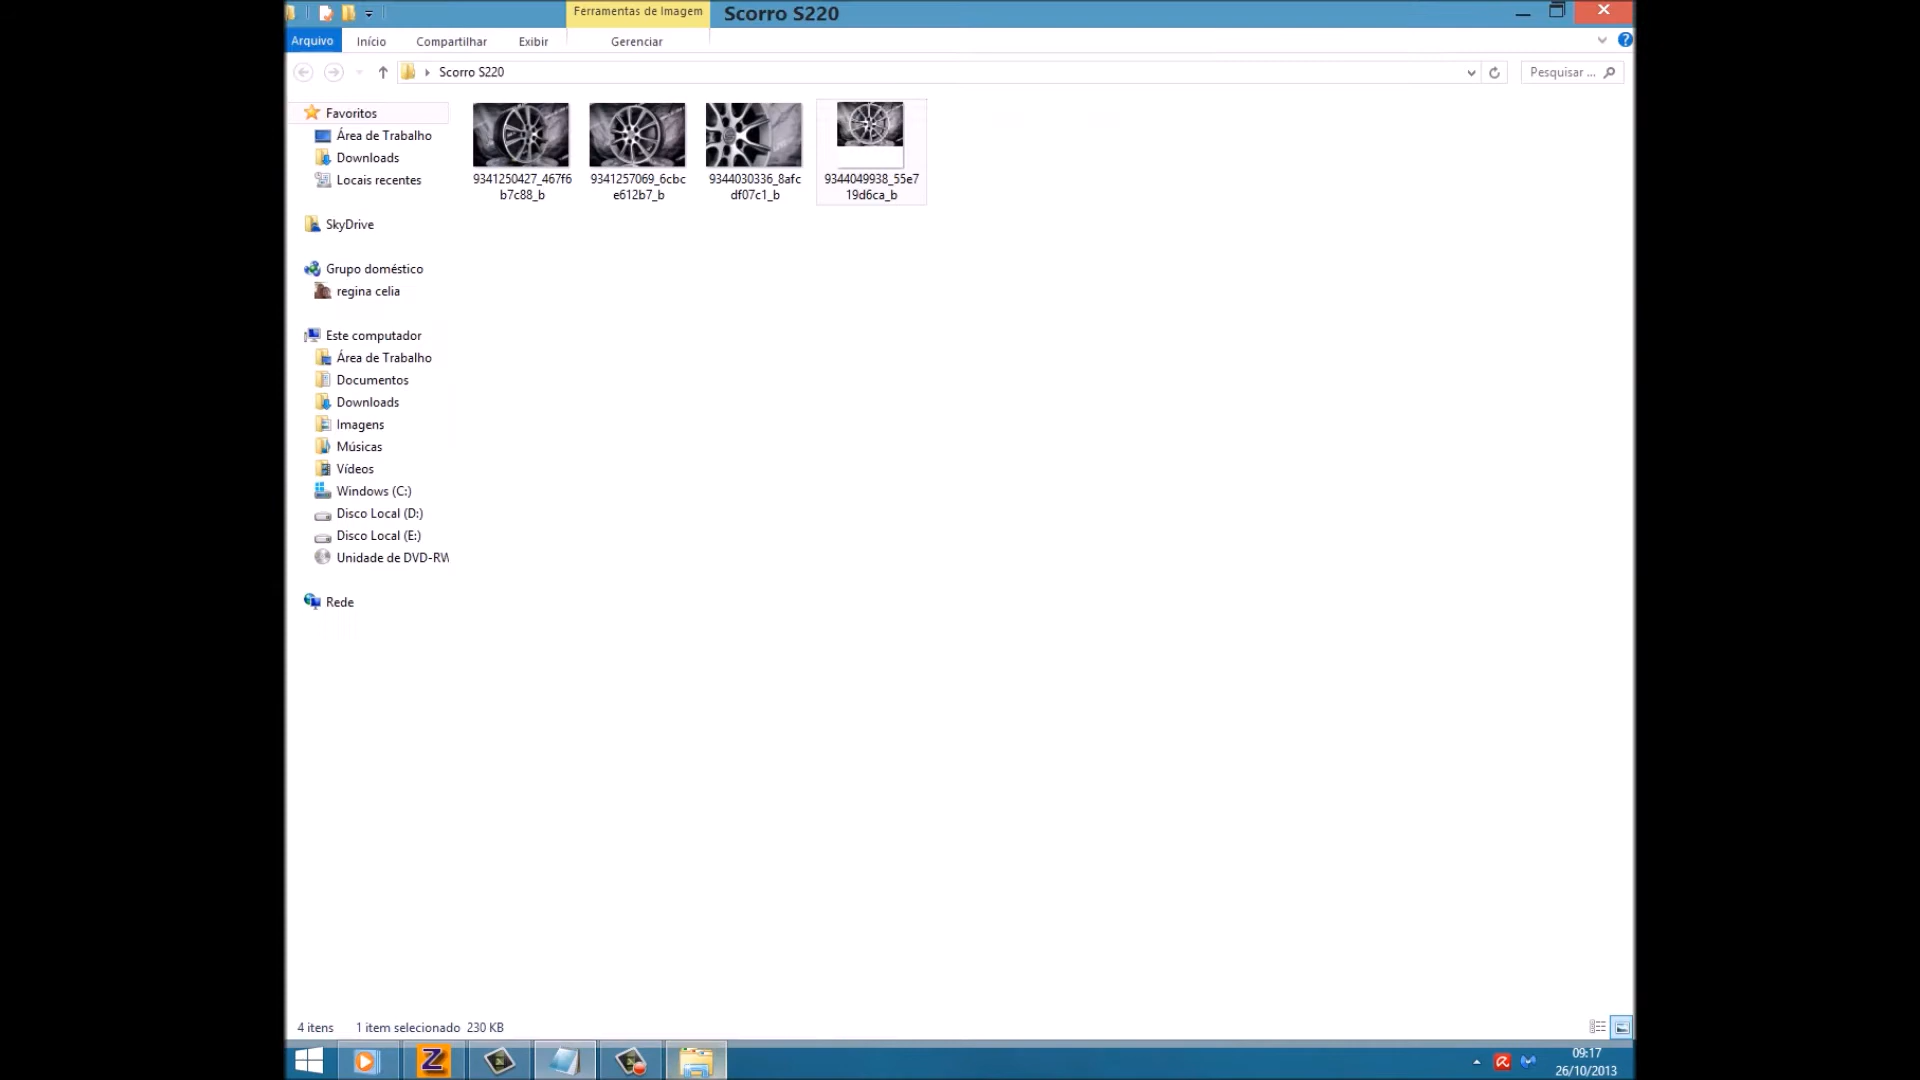 Ferramentas de Imagem
Scorro S220
Arquivo
Início
Compartilhar
Exibir
Gerenciar
Scorro S220
Pesquisar ...
Favoritos
Área de Trabalho
Downloads
Locais recentes
SkyDrive
Grupo doméstico
regina celia
Este computador
Área de Trabalho
Documentos
Downloads
Imagens
Músicas
Vídeos
Windows (C:)
Disco Local (D:)
Disco Local (E:)
Unidade de DVD-RW
Rede
9341250427_467f6
b7c88_b
9341257069_6cbc
e612b7_b
9344030336_8afc
df07c1_b
9344049938_55e7
19d6ca_b
4 itens
1 item selecionado 230 KB
09:17
26/10/2013